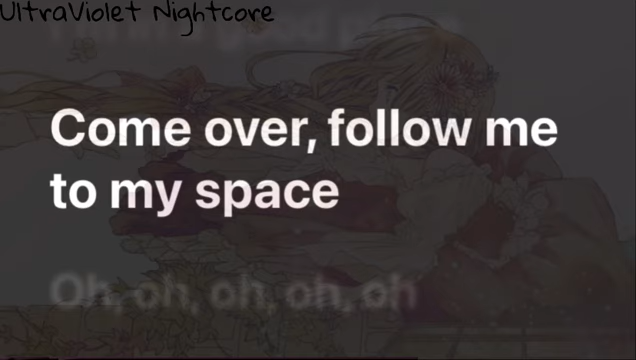 UltraViolet Nightcore
Come over, follow me
to my space
Oh, oh, oh, oh, oh